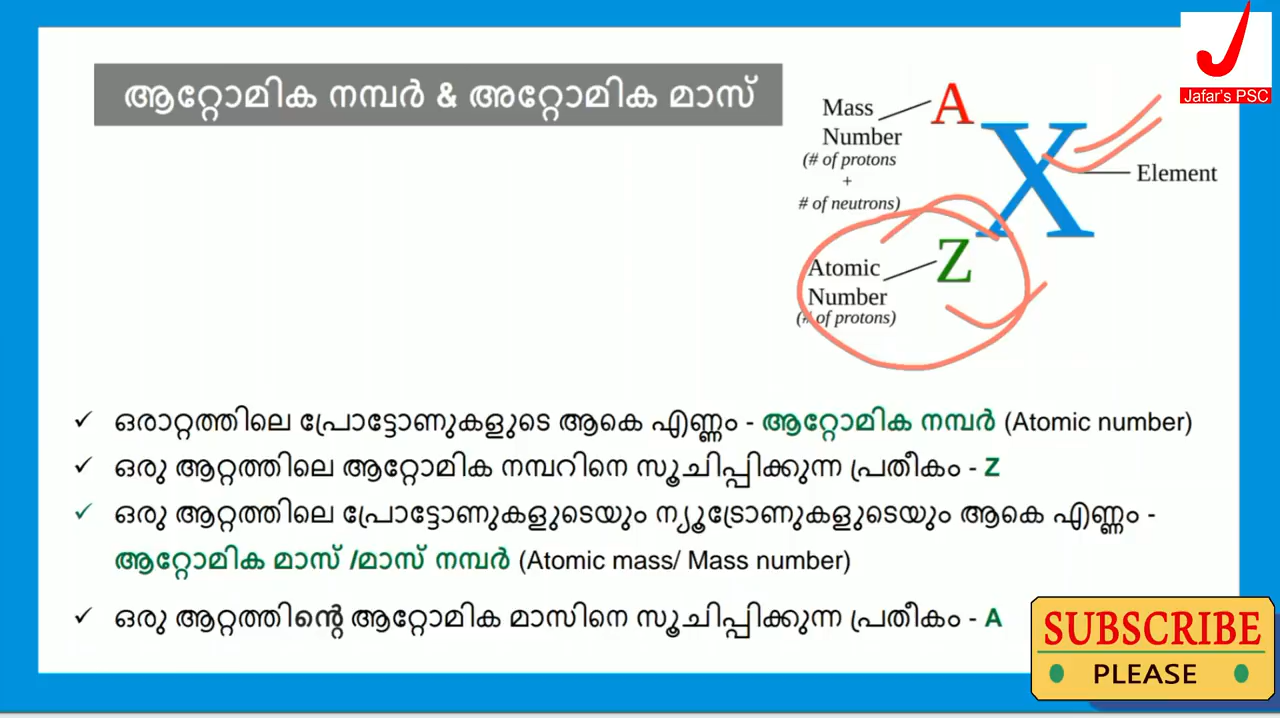 ആറ്റോമിക നമ്പർ & അറ്റോമിക മാസ്
Jafar's PSC
A
Mass
Number
(# of protons
+
# of neutrons)
X
Element
Z
Atomic
Number
(# of protons)
✓ ഒരാറ്റത്തിലെ പ്രോട്ടോണുകളുടെ ആകെ എണ്ണം - ആറ്റോമിക നമ്പർ (Atomic number)
✓ ഒരു ആറ്റത്തിലെ ആറ്റോമിക നമ്പറിനെ സൂചിപ്പിക്കുന്ന പ്രതീകം - Z
✓ ഒരു ആറ്റത്തിലെ പ്രോട്ടോണുകളുടെയും ന്യൂട്രോണുകളുടെയും ആകെ എണ്ണം -
ആറ്റോമിക മാസ് /മാസ് നമ്പർ (Atomic mass/ Mass number)
✓ ഒരു ആറ്റത്തിന്റെ ആറ്റോമിക മാസിനെ സൂചിപ്പിക്കുന്ന പ്രതീകം - A
SUBSCRIBE
PLEASE